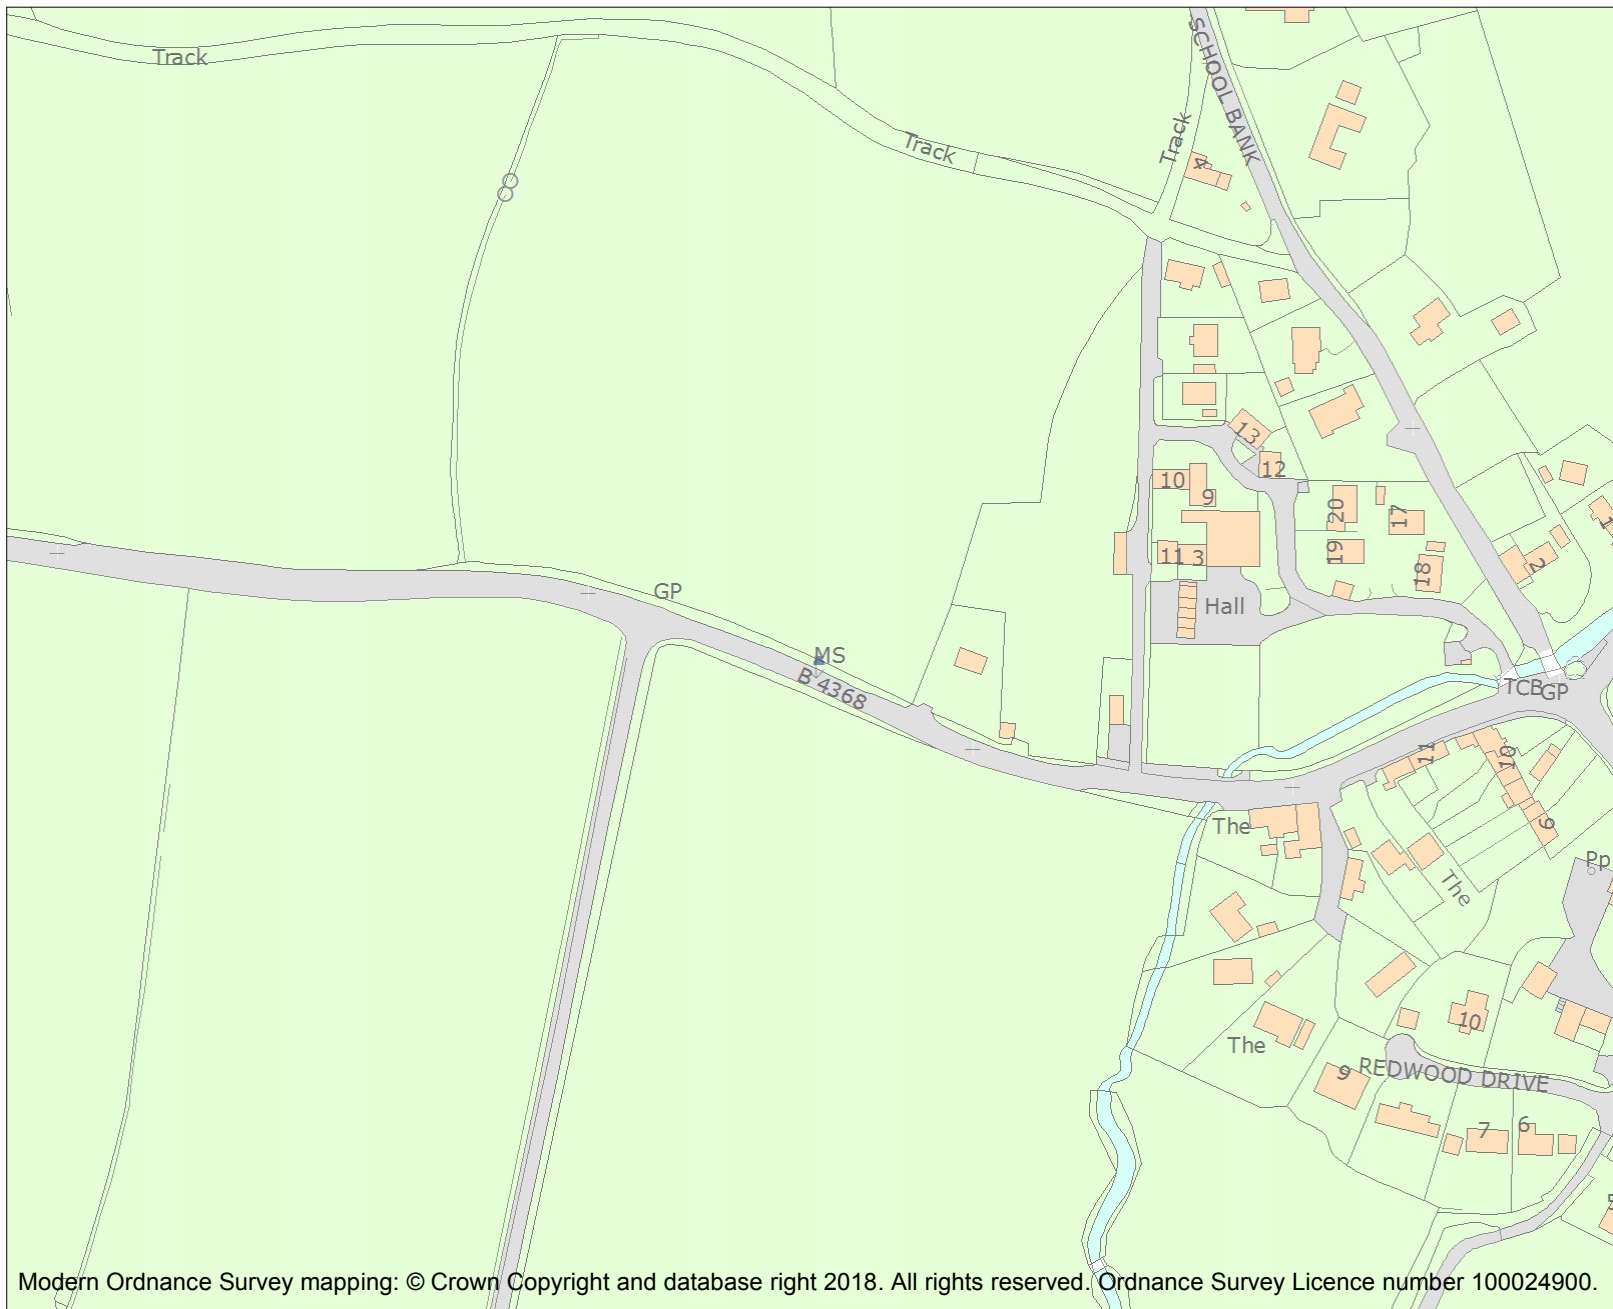 SCHOOL BANK
Track
Track
Track
4
13
12
10
9
20
17
11
3
19
18
2
1
Hall
GP
MS
B 4368
TCB
GP
11
10
The
6
The
Pp
The
10
9
REDWOOD DRIVE
7
6
Modern Ordnance Survey mapping: © Crown Copyright and database right 2018. All rights reserved. Ordnance Survey Licence number 100024900.